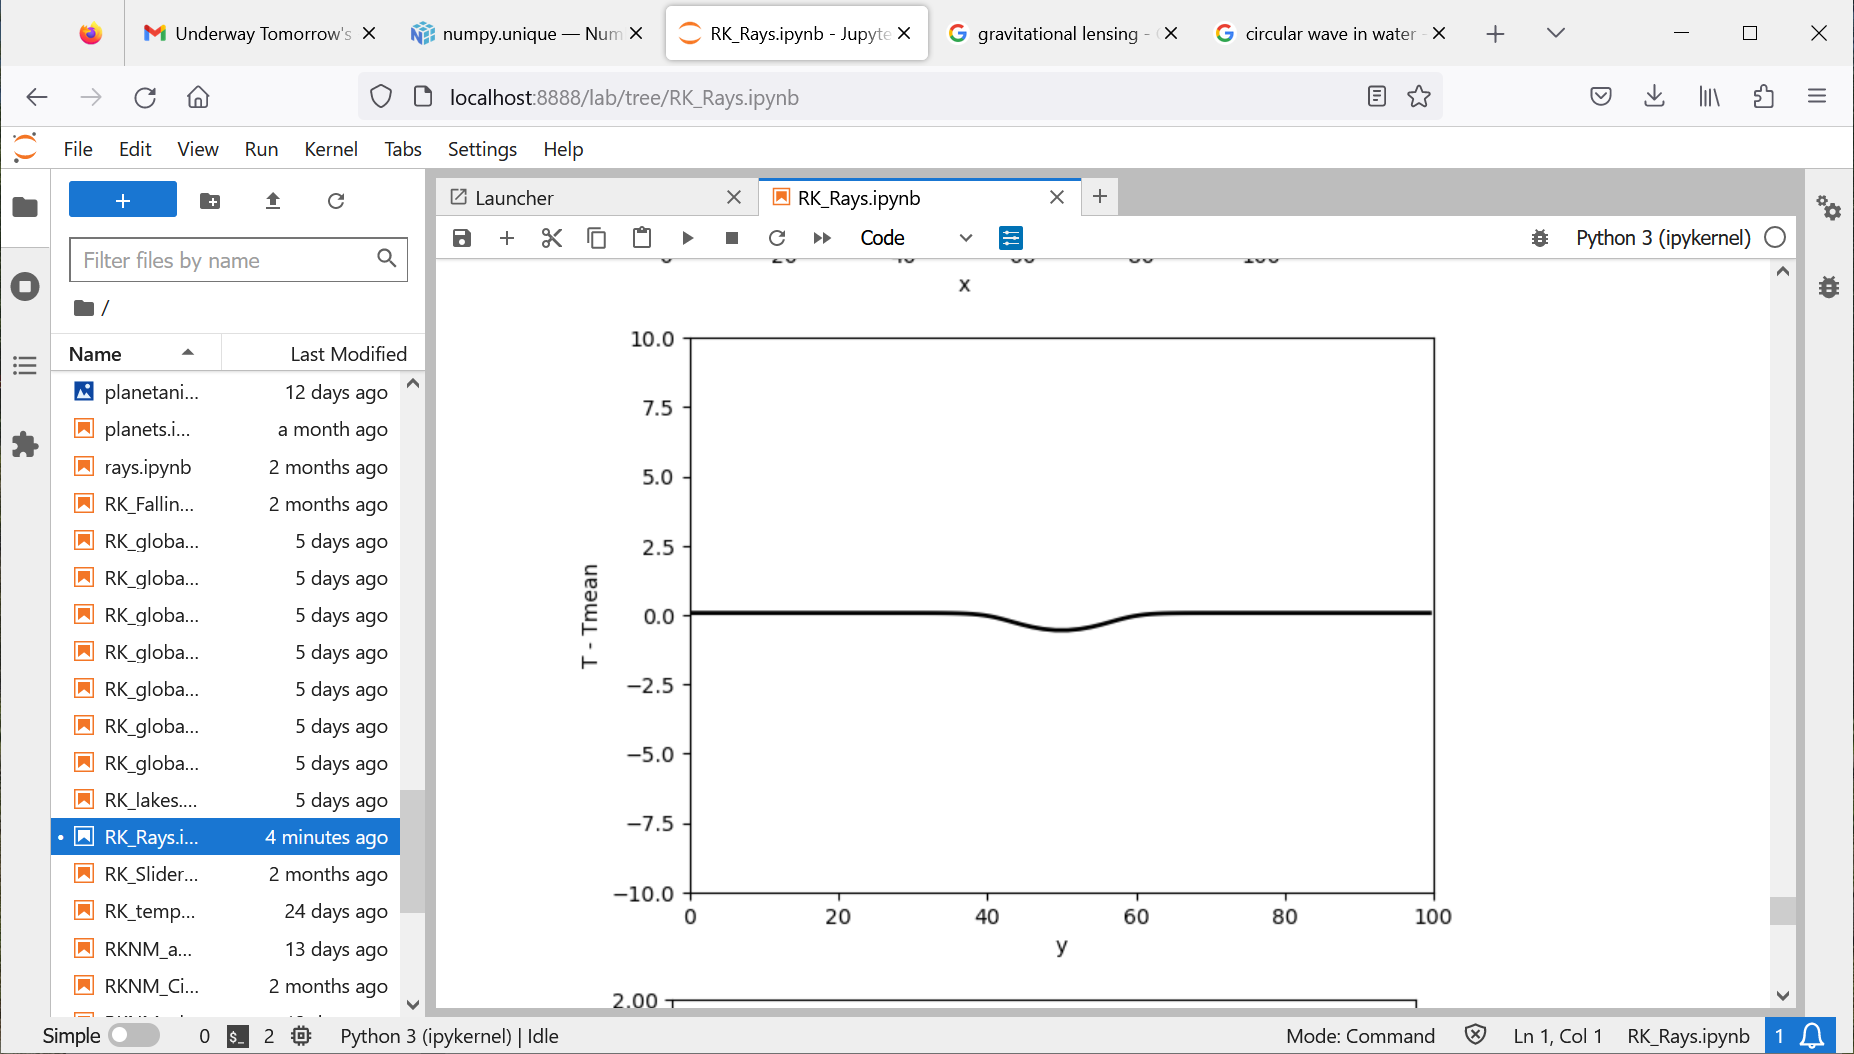 Underway Tomorrow's
numpy.unique — Num
RK_Rays.ipynb - Jupyte
gravitational lensing -
circular wave in water -
localhost:8888/lab/tree/RK_Rays.ipynb
File Edit View Run Kernel Tabs Settings Help
Launcher
RK_Rays.ipynb
Code
Python 3 (ipykernel)
Filter files by name
/
Name Last Modified
planetani... 12 days ago
planets.i... a month ago
rays.ipynb 2 months ago
RK_Fallin... 2 months ago
RK_globa... 5 days ago
RK_globa... 5 days ago
RK_globa... 5 days ago
RK_globa... 5 days ago
RK_globa... 5 days ago
RK_globa... 5 days ago
RK_globa... 5 days ago
RK_lakes.... 5 days ago
RK_Rays.i... 4 minutes ago
RK_Slider... 2 months ago
RK_temp... 24 days ago
RKNM_a... 13 days ago
RKNM_Ci... 2 months ago
0 20 40 60 80 100
x
10.0
7.5
5.0
2.5
0.0
−2.5
−5.0
−7.5
−10.0
T - Tmean
0 20 40 60 80 100
y
2.00
Simple 0 $_ 2 Python 3 (ipykernel) | Idle
Mode: Command Ln 1, Col 1 RK_Rays.ipynb 1